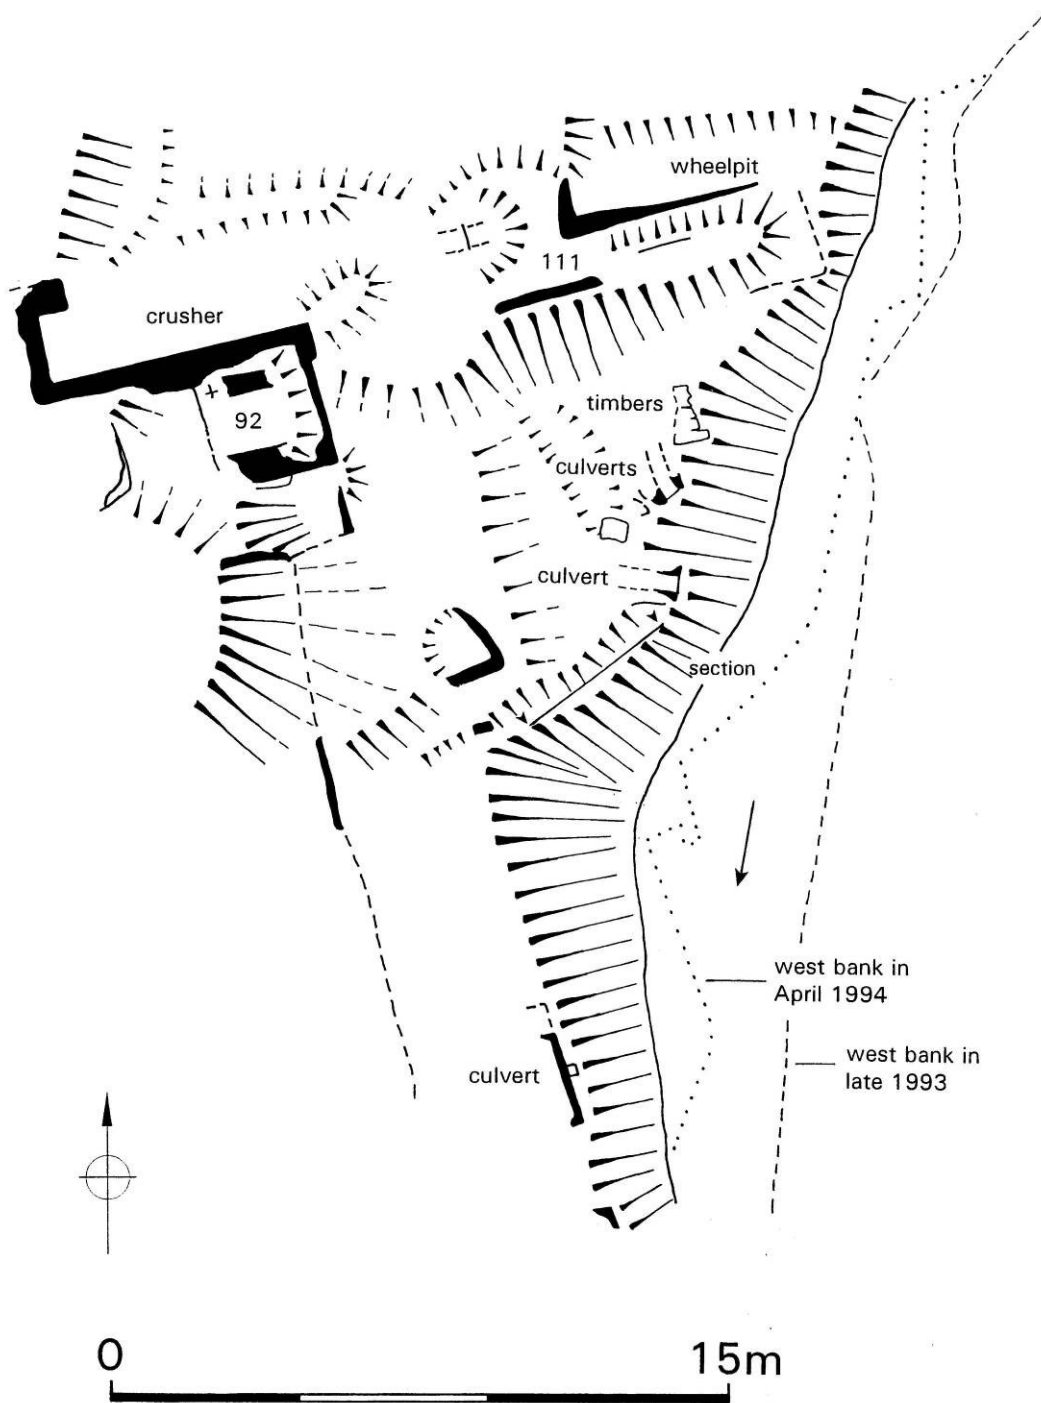 wheelpit
111
crusher
timbers
92
culverts
culvert
section
west bank in
April 1994
west bank in
late 1993
culvert
0
15m